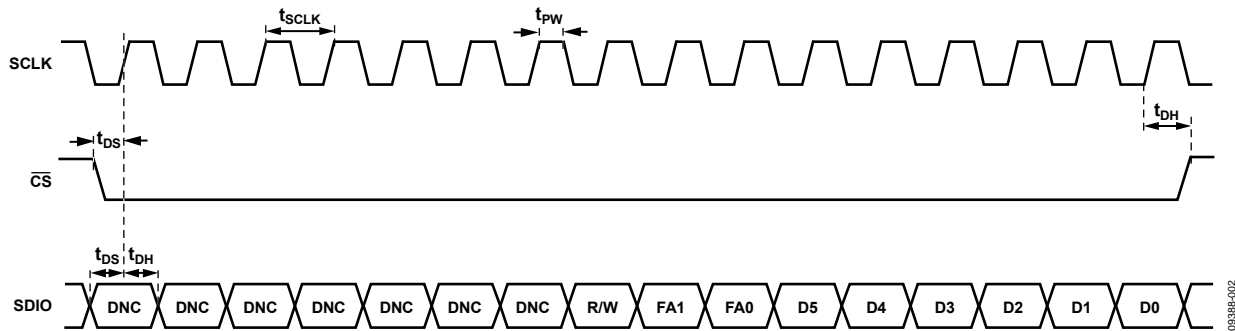 tSCLK
tPW
SCLK
tDH
tDS
CS
tDS tDH
SDIO DNC DNC DNC DNC DNC DNC DNC R/W FA1 FA0 D5 D4 D3 D2 D1 D0
09388-002